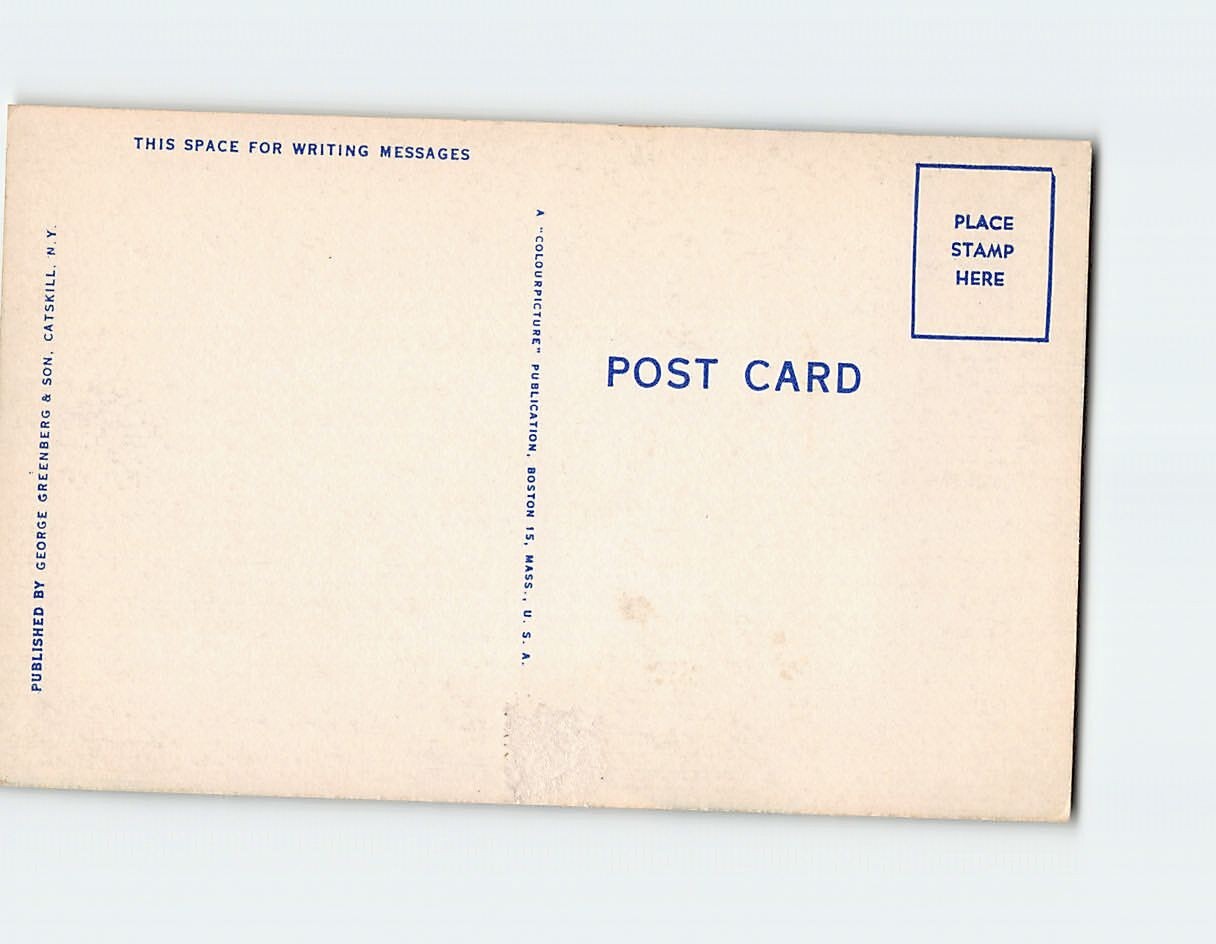 THIS SPACE FOR WRITING MESSAGES
PUBLISHED BY GEORGE GREENBERG & SON, CATSKILL, N.Y.
A "COLOURPICTURE" PUBLICATION, BOSTON 15, MASS., U. S. A.
PLACE
STAMP
HERE
POST CARD